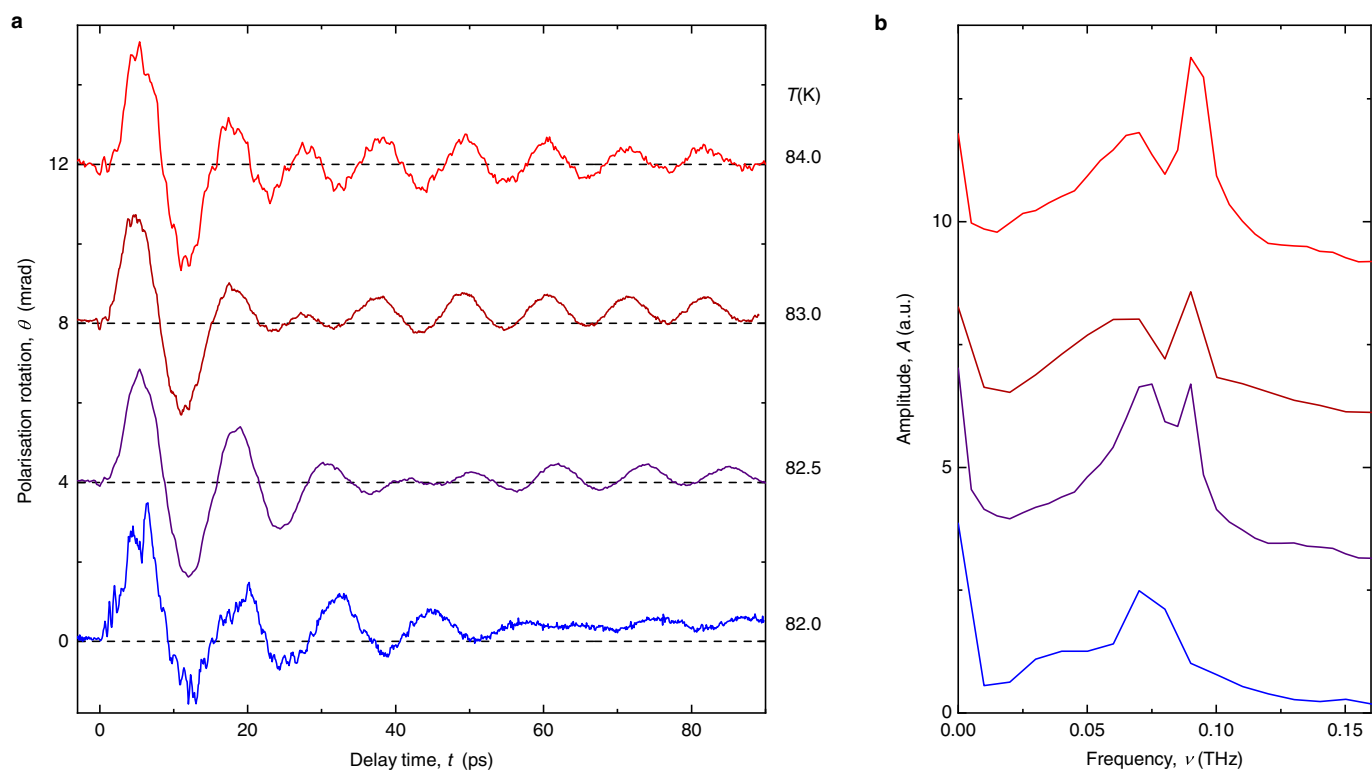 a
Polarisation rotation, θ (mrad)
12
8
4
0
0
20
40
60
80
Delay time, t (ps)
T(K)
84.0
83.0
82.5
82.0
b
Amplitude, A (a.u.)
10
5
0
0.00
0.05
0.10
0.15
Frequency, ν (THz)